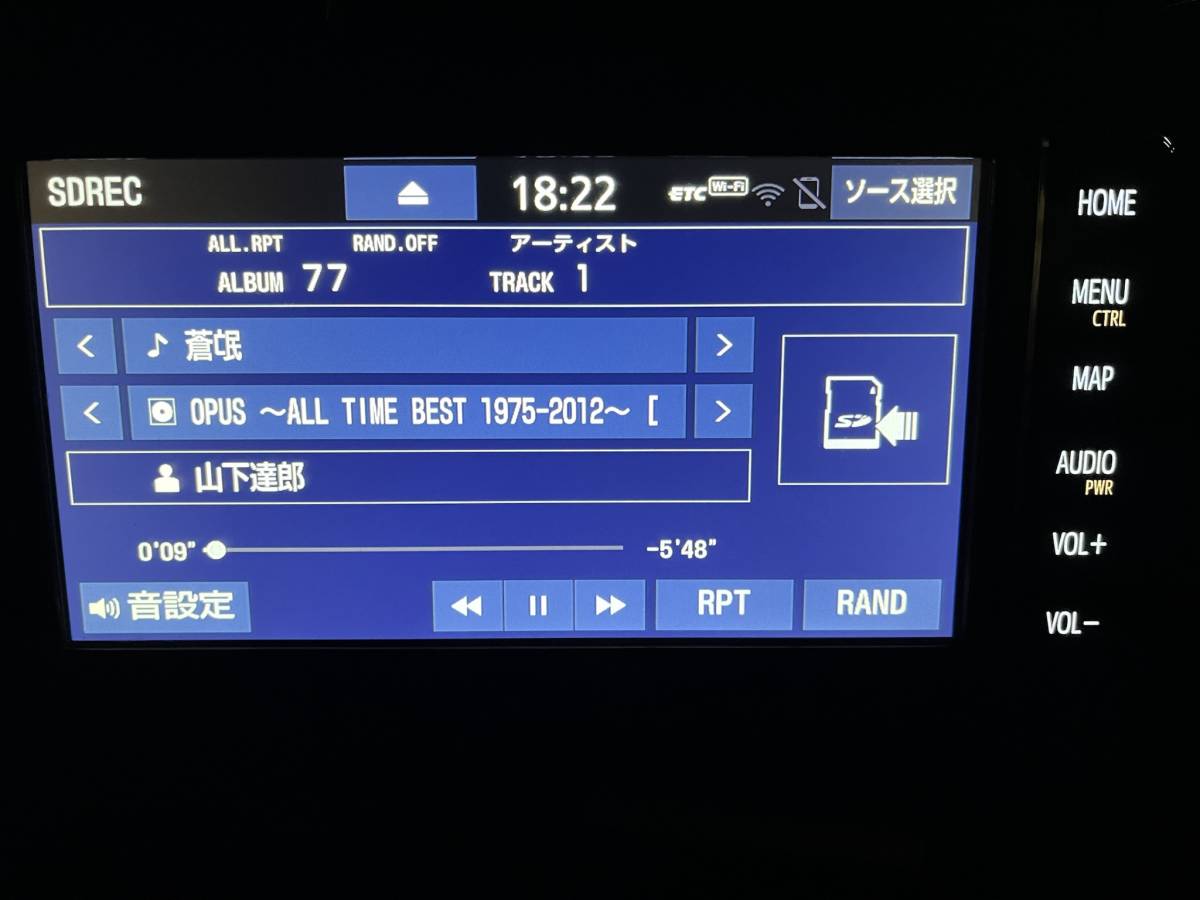 SDREC 18:22 ETC Wi-Fi ソース選択
ALL.RPT RAND.OFF アーティスト
ALBUM 77 TRACK 1
< ♪ 蒼氓 >
< OPUS ～ALL TIME BEST 1975-2012～ [ >
山下達郎
SD
0'09" -5'48"
音設定 RPT RAND
HOME
MENU
CTRL
MAP
AUDIO
PWR
VOL+
VOL-